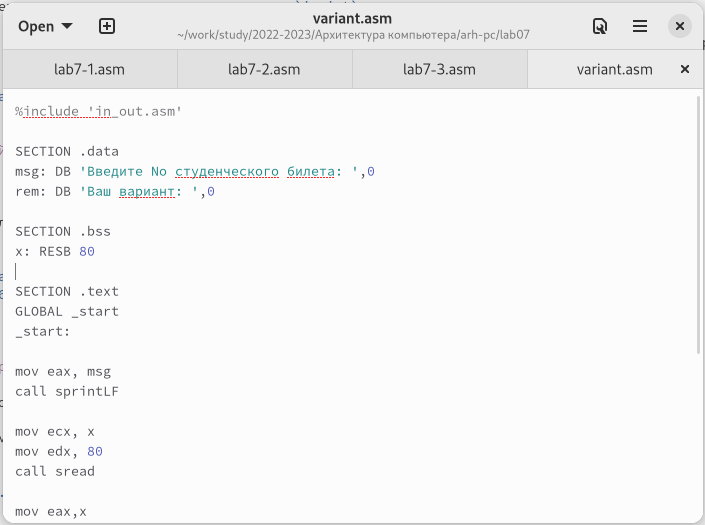 Open
variant.asm
~/work/study/2022-2023/Архитектура компьютера/arh-pc/lab07
lab7-1.asm lab7-2.asm lab7-3.asm variant.asm
%include 'in_out.asm'
SECTION .data
msg: DB 'Введите No студенческого билета: ',0
rem: DB 'Ваш вариант: ',0
SECTION .bss
x: RESB 80
SECTION .text
GLOBAL _start
_start:
mov eax, msg
call sprintLF
mov ecx, x
mov edx, 80
call sread
mov eax,x